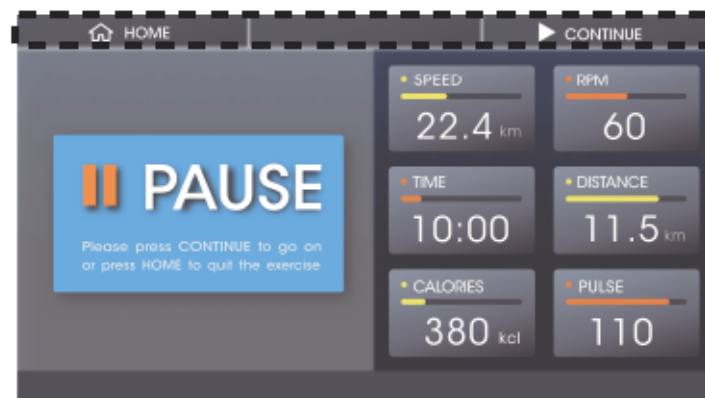 HOME
CONTINUE
PAUSE
Please press CONTINUE to go on
or press HOME to quit the exercise
SPEED
22.4 km
RPM
60
TIME
10:00
DISTANCE
11.5 km
CALORIES
380 kcl
PULSE
110